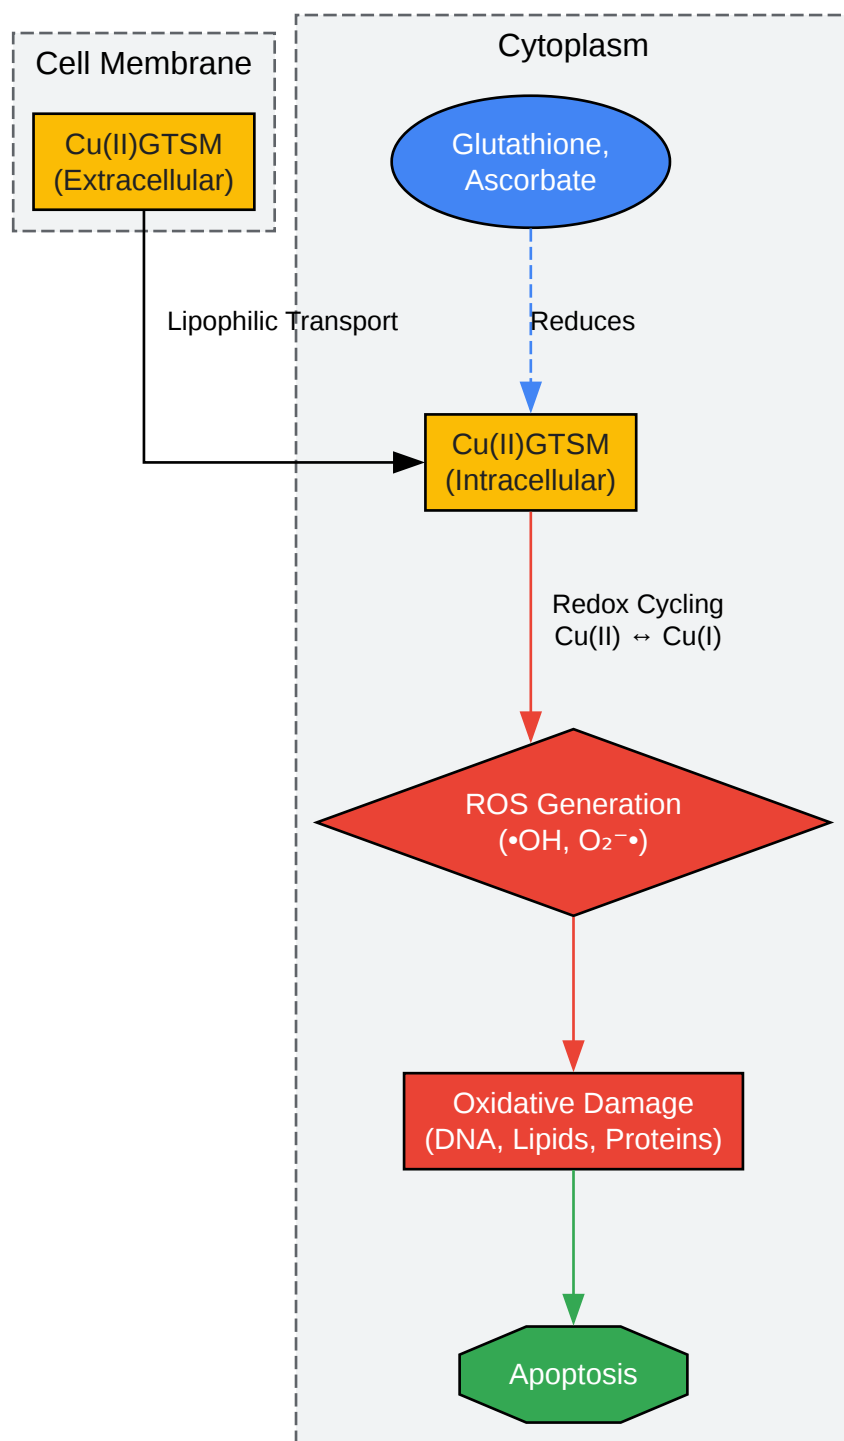 Cell Membrane
Cu(II)GTSM
(Extracellular)
Cytoplasm
Glutathione,
Ascorbate
Lipophilic Transport
Reduces
Cu(II)GTSM
(Intracellular)
Redox Cycling
Cu(II) ↔ Cu(I)
ROS Generation
(•OH, O₂⁻•)
Oxidative Damage
(DNA, Lipids, Proteins)
Apoptosis